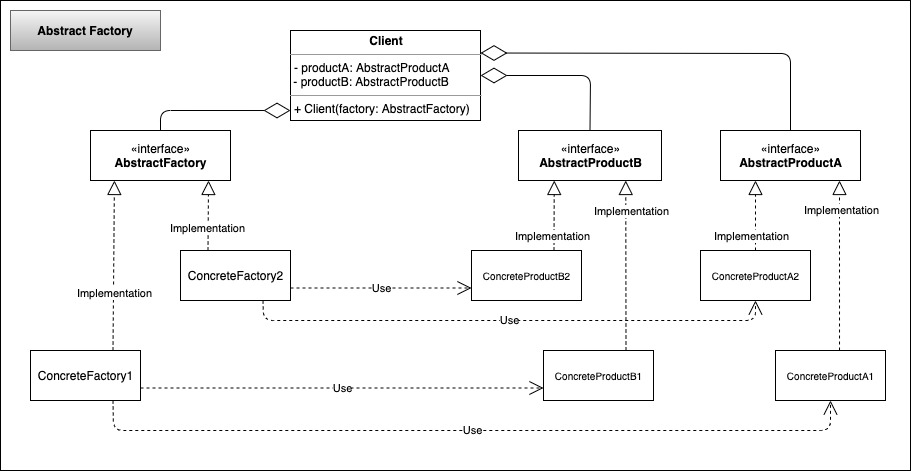 Abstract Factory
Client
- productA: AbstractProductA
- productB: AbstractProductB
+ Client(factory: AbstractFactory)
«interface»
AbstractFactory
«interface»
AbstractProductB
«interface»
AbstractProductA
Implementation
Implementation
Implementation
Implementation
Implementation
Implementation
ConcreteFactory2
ConcreteProductB2
ConcreteProductA2
Use
Use
ConcreteFactory1
ConcreteProductB1
ConcreteProductA1
Use
Use